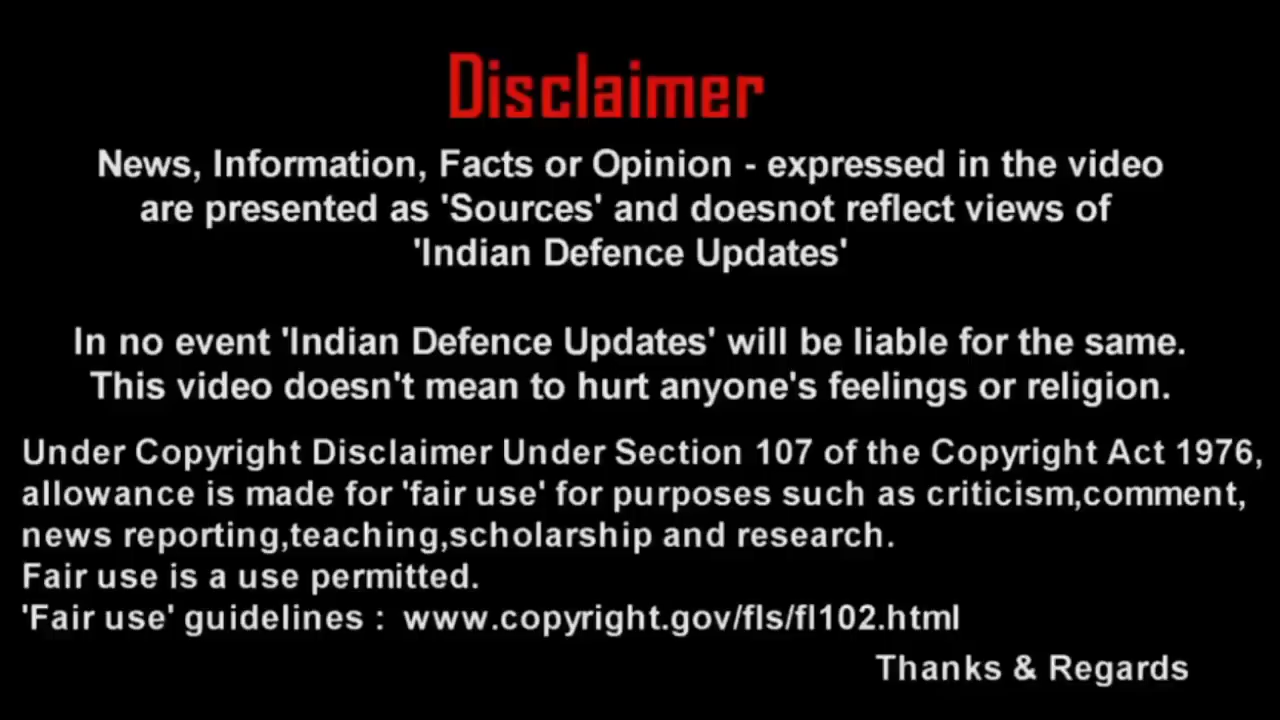 Disclaimer
News, Information, Facts or Opinion - expressed in the video
are presented as 'Sources' and doesnot reflect views of
'Indian Defence Updates'
In no event 'Indian Defence Updates' will be liable for the same.
This video doesn't mean to hurt anyone's feelings or religion.
Under Copyright Disclaimer Under Section 107 of the Copyright Act 1976,
allowance is made for 'fair use' for purposes such as criticism,comment,
news reporting,teaching,scholarship and research.
Fair use is a use permitted.
'Fair use' guidelines :  www.copyright.gov/fls/fl102.html
Thanks & Regards